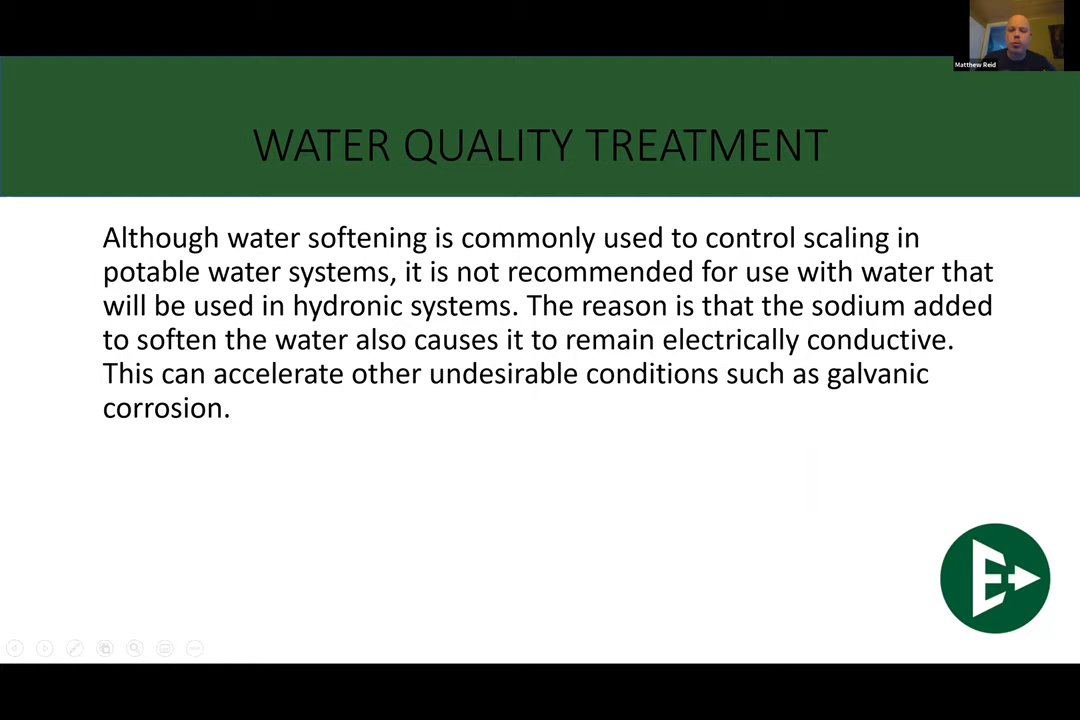 Matthew Reid
WATER QUALITY TREATMENT
Although water softening is commonly used to control scaling in
potable water systems, it is not recommended for use with water that
will be used in hydronic systems. The reason is that the sodium added
to soften the water also causes it to remain electrically conductive.
This can accelerate other undesirable conditions such as galvanic
corrosion.
E